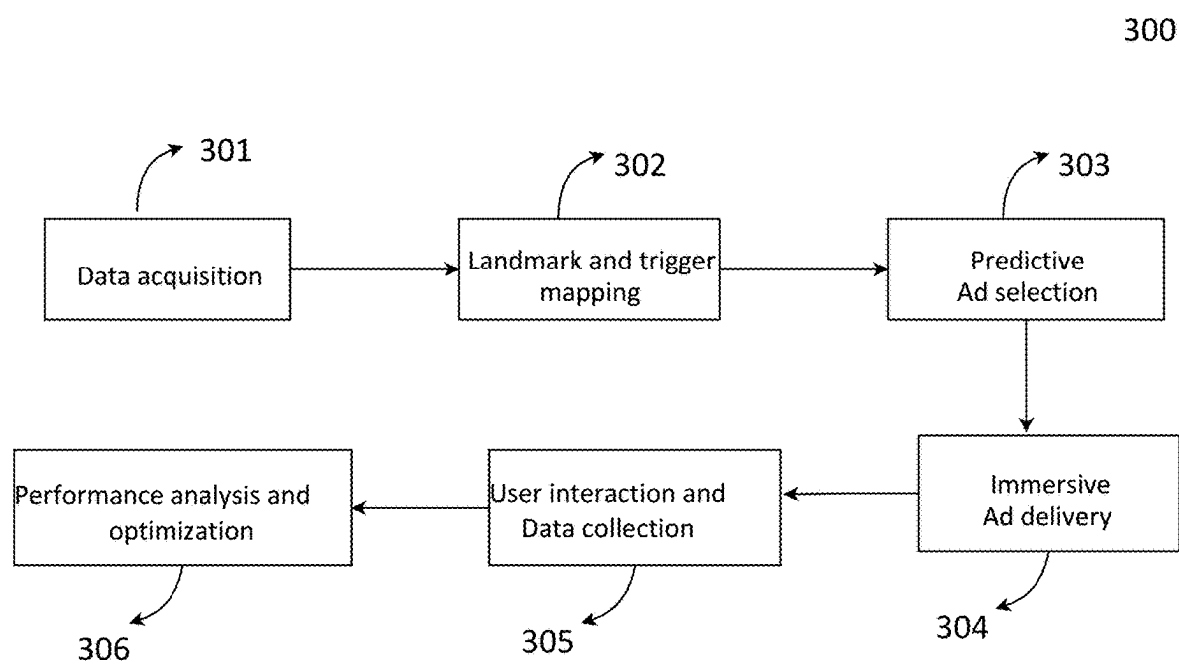 300
301
302
303
Data acquisition
Landmark and trigger
mapping
Predictive
Ad selection
Performance analysis and
optimization
User interaction and
Data collection
Immersive
Ad delivery
306
305
304